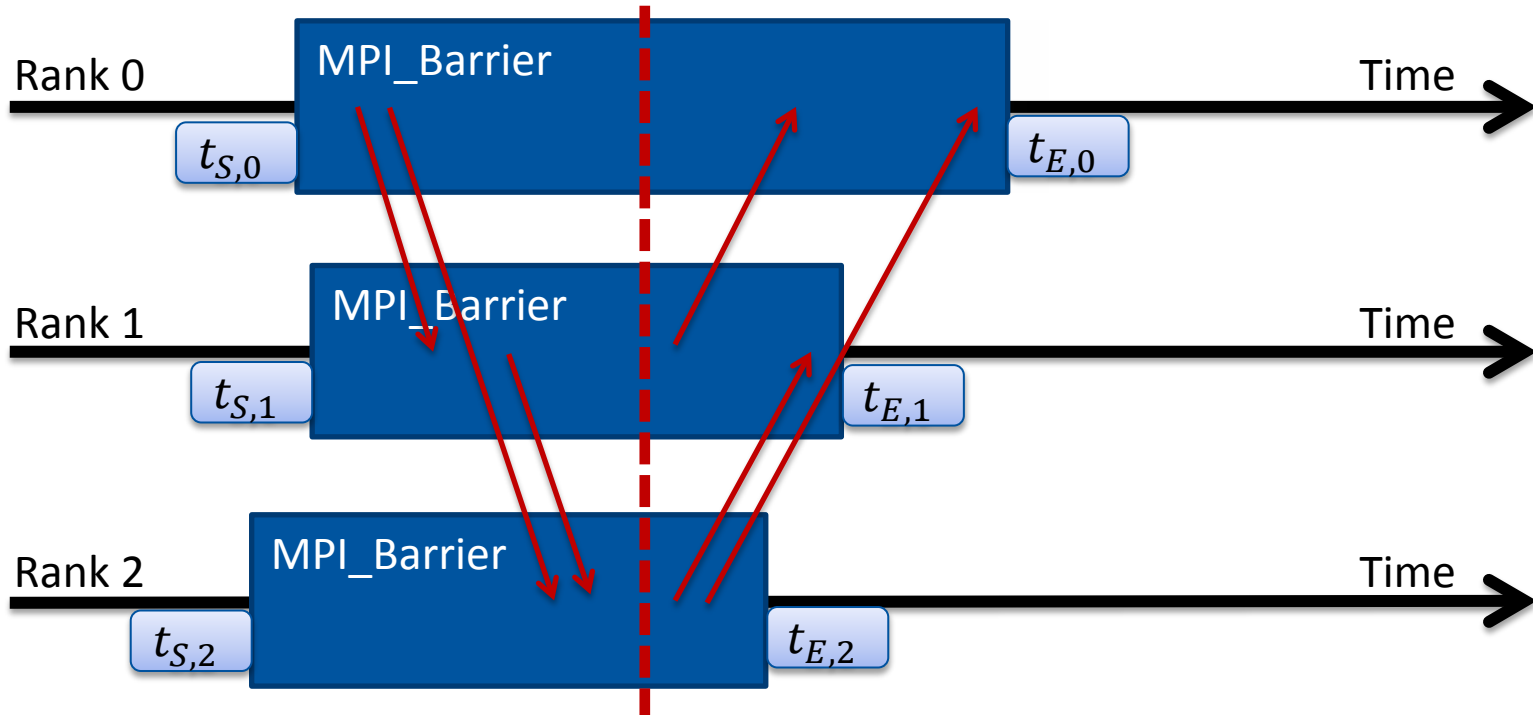 MPI_Barrier
Rank 0
Time
t_{S,0}
t_{E,0}
MPI_Barrier
Rank 1
Time
t_{S,1}
t_{E,1}
MPI_Barrier
Rank 2
Time
t_{S,2}
t_{E,2}